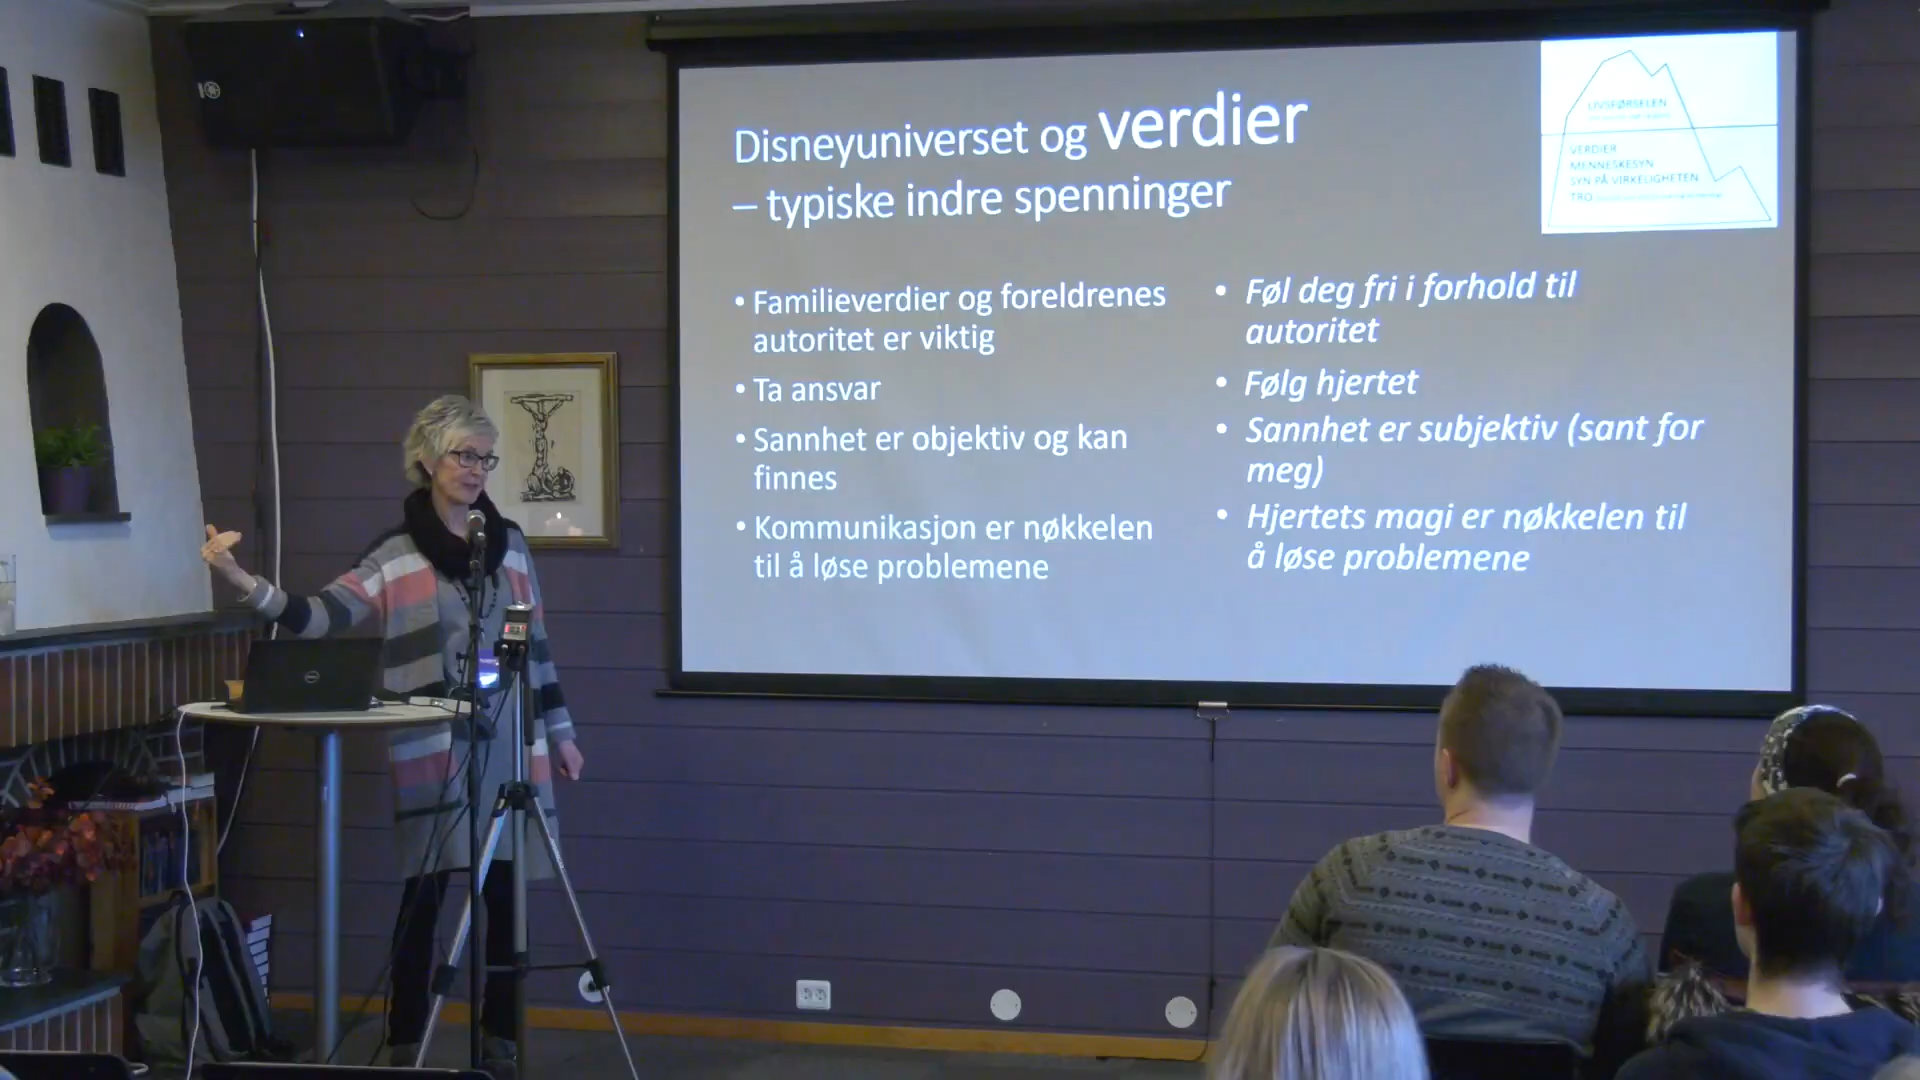 Disneyuniverset og verdier
– typiske indre spenninger
• Familieverdier og foreldrenes
autoritet er viktig
• Ta ansvar
• Sannhet er objektiv og kan
finnes
• Kommunikasjon er nøkkelen
til å løse problemene
• Føl deg fri i forhold til
autoritet
• Følg hjertet
• Sannhet er subjektiv (sant for
meg)
• Hjertets magi er nøkkelen til
å løse problemene
LIVSFØRSELEN
VERDIER
MENNESKESYN
SYN PÅ VIRKELIGHETEN
TRO
DELL